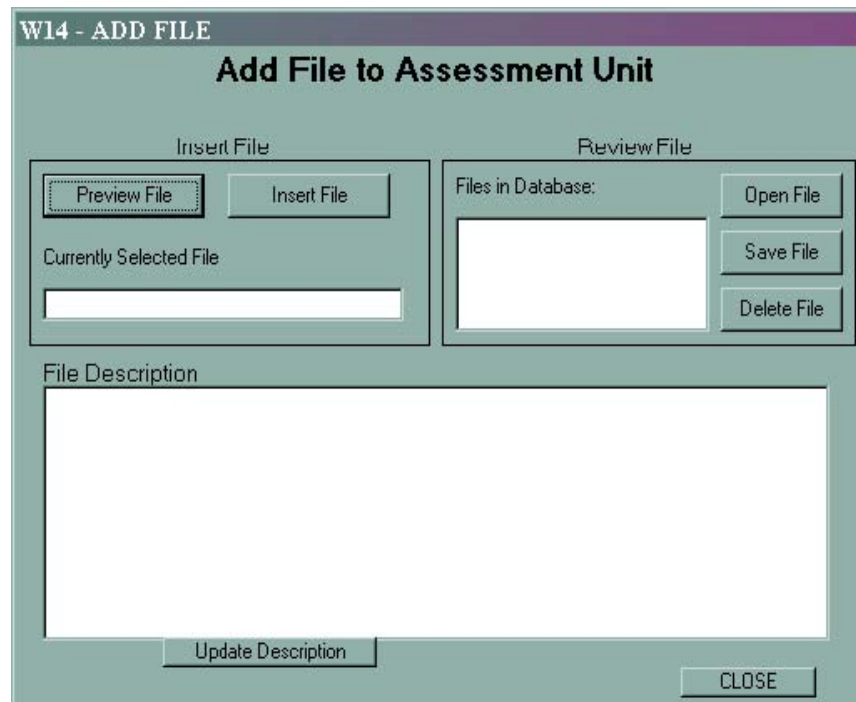 W14 - ADD FILE
Add File to Assessment Unit
Insert File
Preview File
Insert File
Currently Selected File
Review File
Files in Database:
Open File
Save File
Delete File
File Description
Update Description
CLOSE